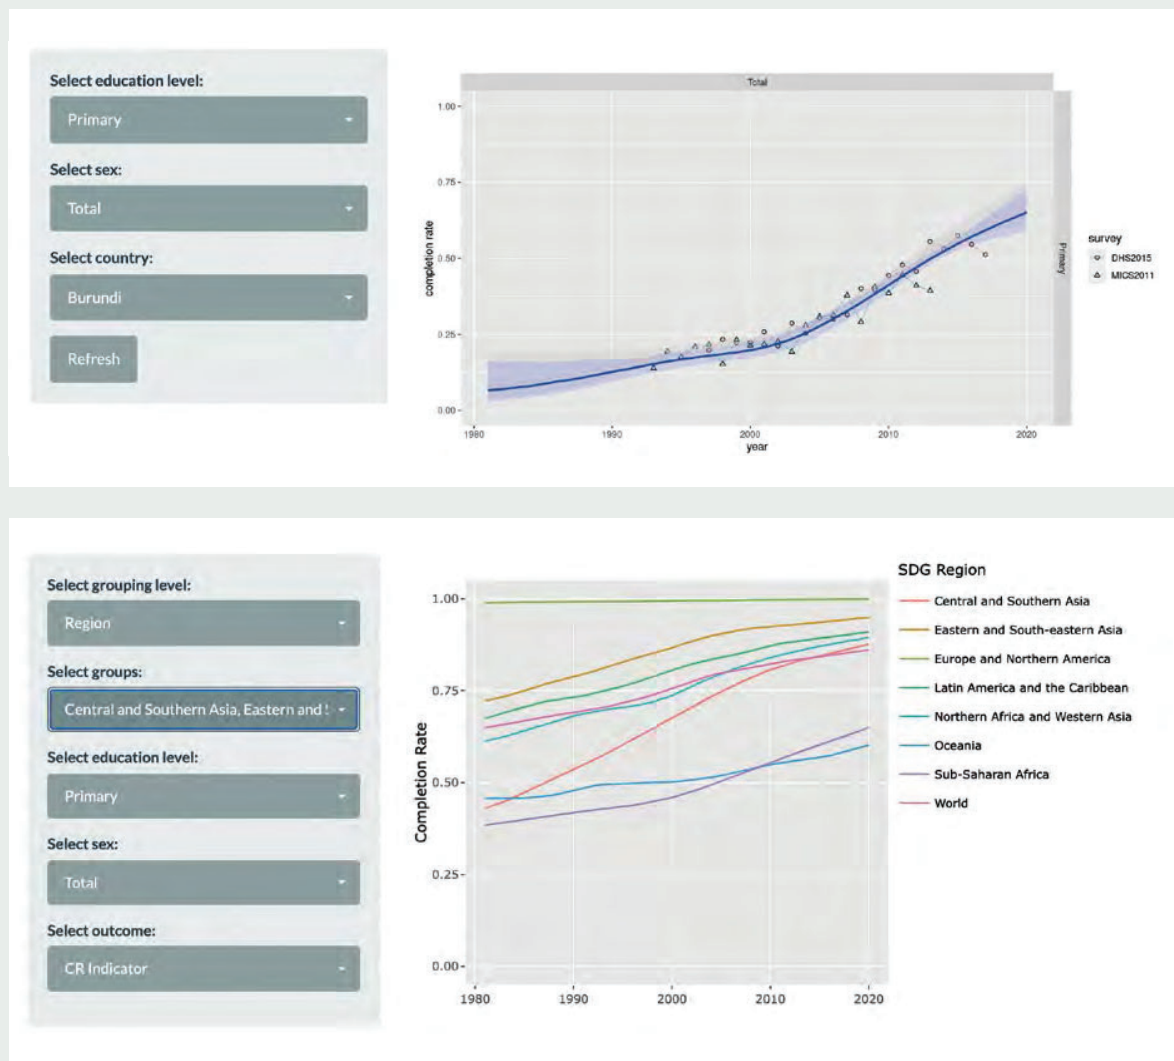 Select education level:
Primary
Select sex:
Total
Select country:
Burundi
Refresh
Total
1.00
0.75
0.50
0.25
0.00
completion rate
1980
1990
2000
2010
2020
year
Primary
survey
DHS2015
MICS2011
Select grouping level:
Region
Select groups:
Central and Southern Asia, Eastern and
Select education level:
Primary
Select sex:
Total
Select outcome:
CR Indicator
1.00
0.75
0.50
0.25
0.00
Completion Rate
1980
1990
2000
2010
2020
SDG Region
Central and Southern Asia
Eastern and South-eastern Asia
Europe and Northern America
Latin America and the Caribbean
Northern Africa and Western Asia
Oceania
Sub-Saharan Africa
World